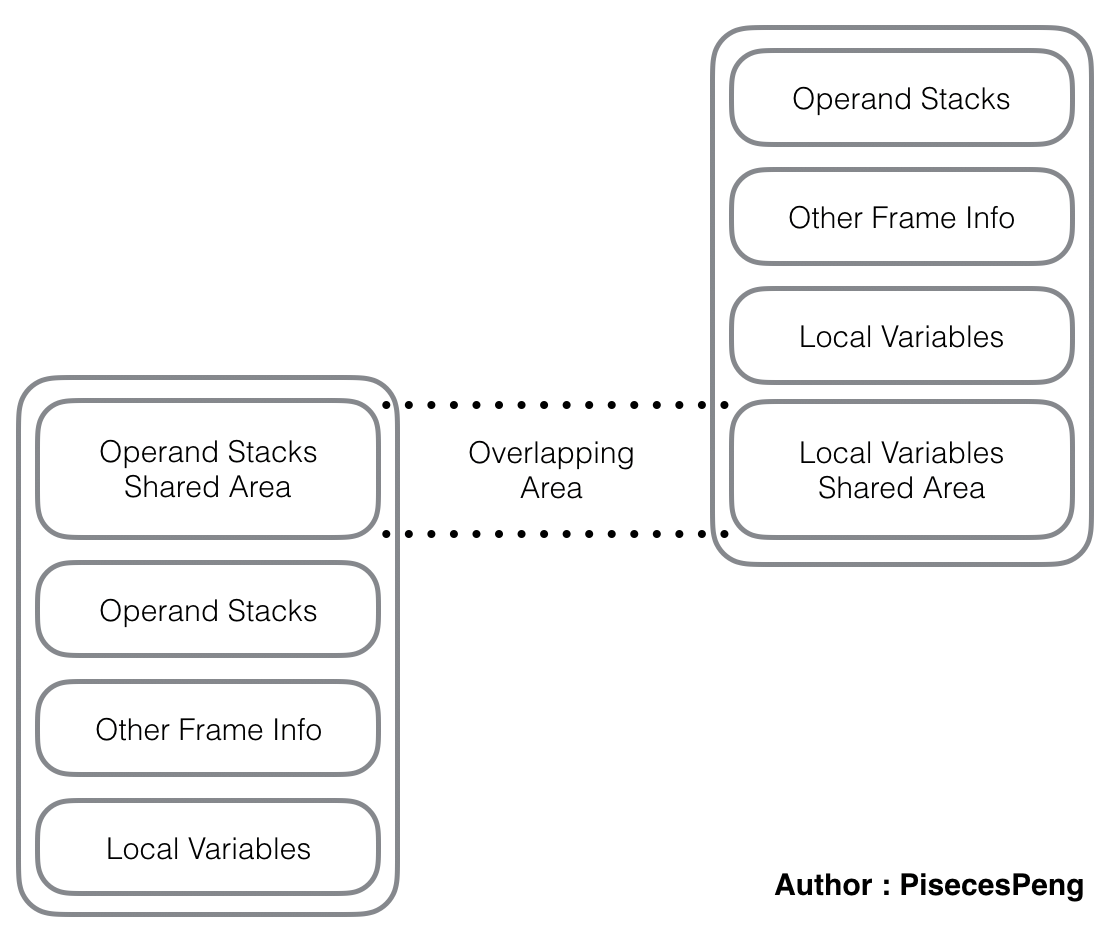 Operand Stacks
Other Frame Info
Local Variables
Local Variables
Shared Area
Overlapping
Area
Operand Stacks
Shared Area
Operand Stacks
Other Frame Info
Local Variables
Author : PisecesPeng